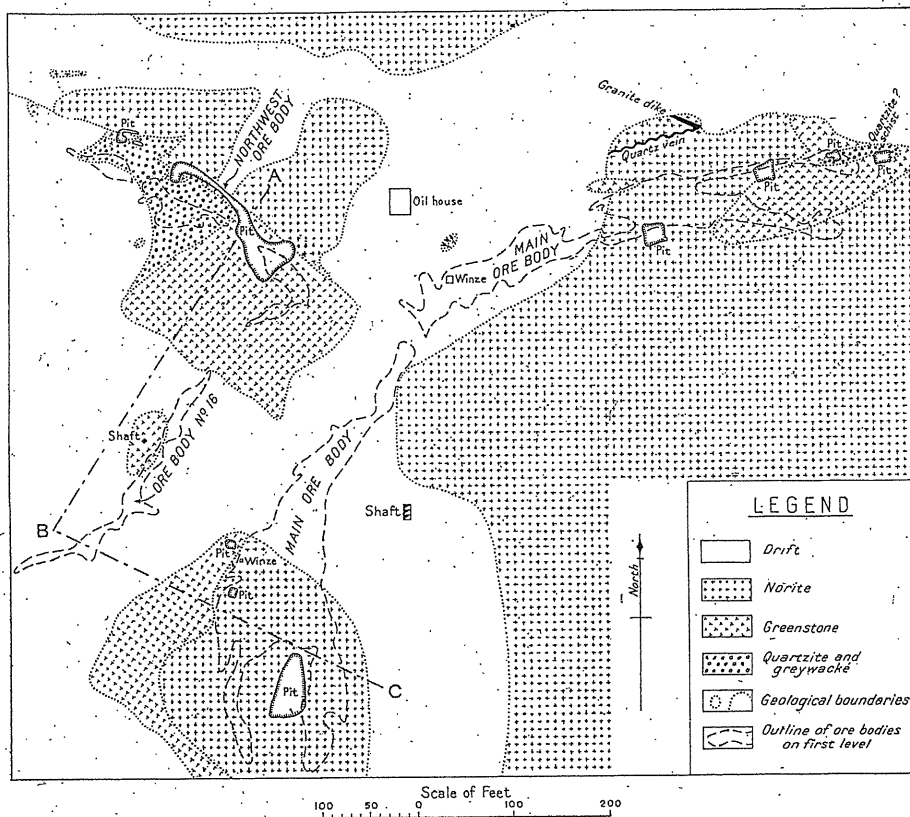 Granite dike
Quartzite ?
schist
Pit
NORTHWEST
ORE BODY
Quartz vein
Pit
Pit
Pit
A
Oil house
Pit
MAIN
ORE BODY
Pit
Winze
Shaft
ORE BODY No 16
MAIN ORE BODY
Shaft
B
Pit
Winze
Pit
C
Pit
North
LEGEND
Drift
Norite
Greenstone
Quartzite and
greywacke
Geological boundaries
Outline of ore bodies
on first level
Scale of Feet
100 50 0 100 200